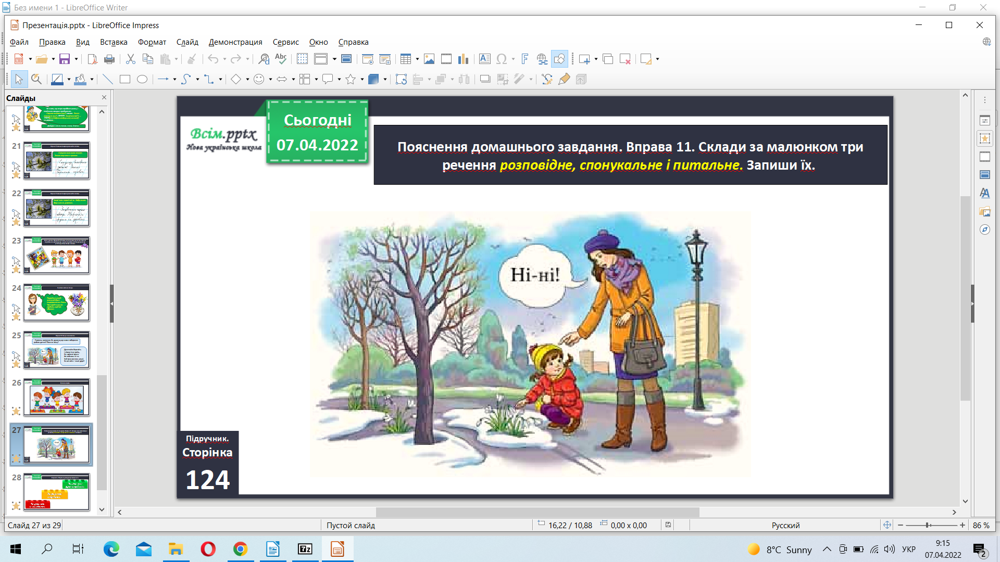 Без имени 1 - LibreOffice Writer
Презентація.pptx - LibreOffice Impress
Файл Правка Вид Вставка Формат Слайд Демонстрация Сервис Окно Справка
Слайды
21
22
23
24
25
26
27
28
Всім.pptx
Нова українська школа
Сьогодні
07.04.2022
Пояснення домашнього завдання. Вправа 11. Склади за малюнком три
речення розповідне, спонукальне і питальне. Запиши їх.
Ні-ні!
Підручник.
Сторінка
124
Слайд 27 из 29 Пустой слайд 16,22 / 10,88 0,00 x 0,00 Русский 86 %
8°C Sunny УКР 9:15
07.04.2022
2